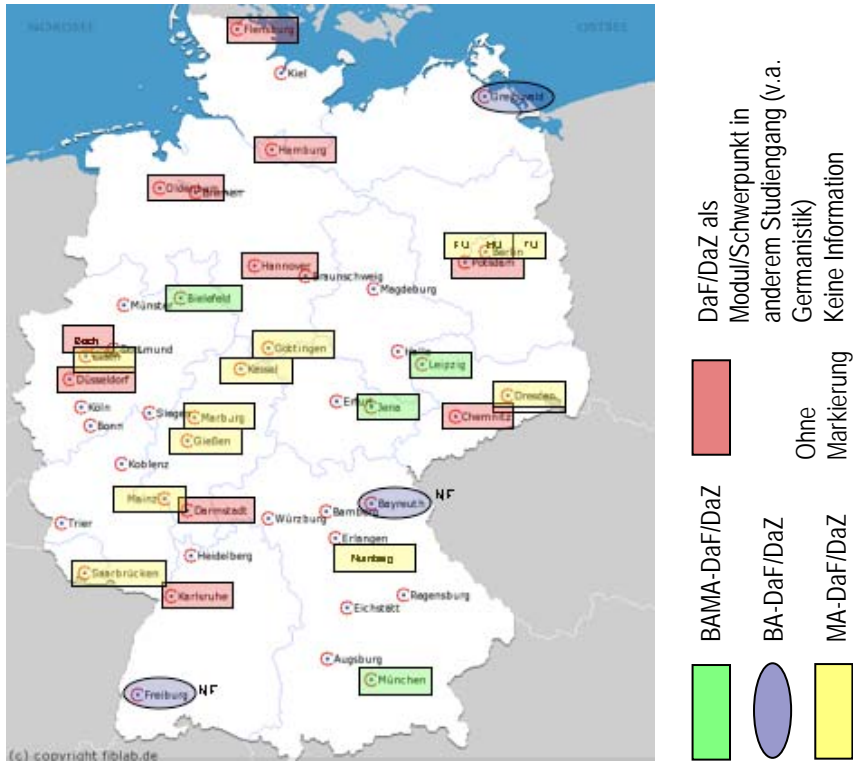 NORDSEE
OSTSEE
Flensburg
Kiel
Greifswald
Hamburg
Oldenburg
Bremen
FU HU TU
Berlin
Potsdam
Hannover
Braunschweig
Magdeburg
Münster
Bielefeld
Boch
Essen
Dortmund
Göttingen
Halle
Leipzig
Düsseldorf
Kassel
Dresden
Köln
Siegen
Marburg
Erfurt
Jena
Chemnitz
Bonn
Gießen
Koblenz
Mainz
Darmstadt
Würzburg
Bamberg
Bayreuth
NF
Trier
Erlangen
Heidelberg
Nürnberg
Saarbrücken
Karlsruhe
Regensburg
Eichstätt
Augsburg
München
Freiburg
NF
(c) copyright fiblab.de
BAMA-DaF/DaZ
BA-DaF/DaZ
MA-DaF/DaZ
DaF/DaZ als
Modul/Schwerpunkt in
anderem Studiengang (v.a.
Germanistik)
Ohne
Markierung
Keine Information